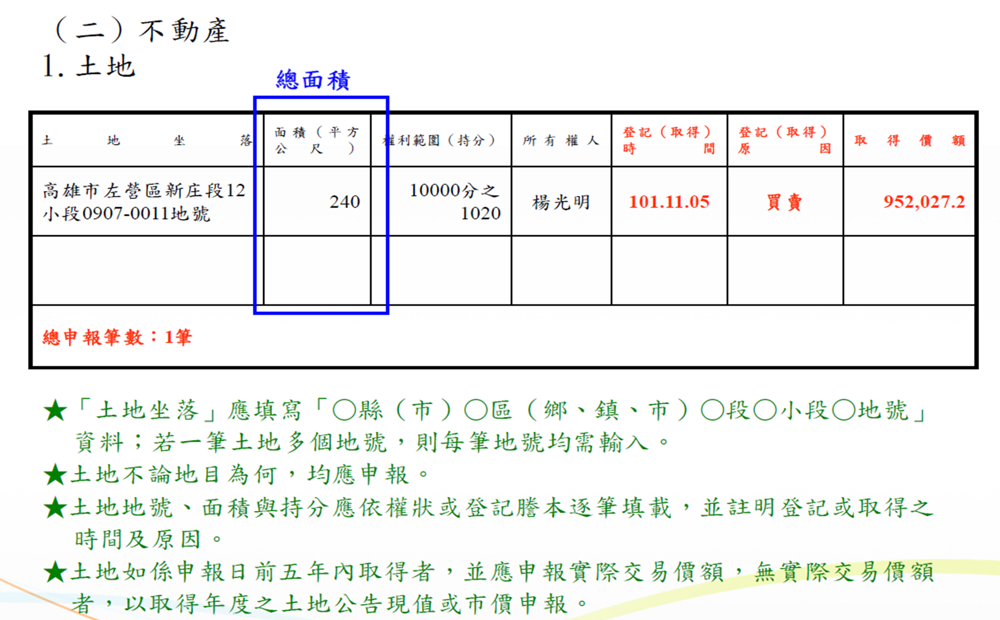 （二）不動產
1. 土地
總面積
土地坐落
面積（平方
公尺）
權利範圍（持分）
所有權人
登記（取得）
時間
登記（取得）
原因
取得價額
高雄市左營區新庄段12
小段0907-0011地號
240
10000分之
1020
楊光明
101.11.05
買賣
952,027.2
總申報筆數：1筆
★「土地坐落」應填寫「○縣（市）○區（鄉、鎮、市）○段○小段○地號」
資料；若一筆土地多個地號，則每筆地號均需輸入。
★土地不論地目為何，均應申報。
★土地地號、面積與持分應依權狀或登記謄本逐筆填載，並註明登記或取得之
時間及原因。
★土地如係申報日前五年內取得者，並應申報實際交易價額，無實際交易價額
者，以取得年度之土地公告現值或市價申報。